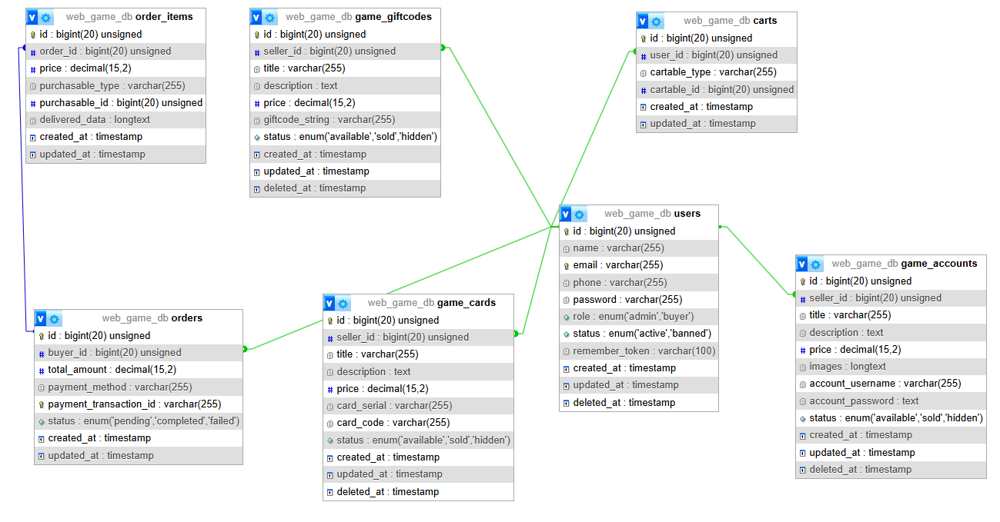 web_game_db order_items
id : bigint(20) unsigned
order_id : bigint(20) unsigned
price : decimal(15,2)
purchasable_type : varchar(255)
purchasable_id : bigint(20) unsigned
delivered_data : longtext
created_at : timestamp
updated_at : timestamp
web_game_db game_giftcodes
id : bigint(20) unsigned
seller_id : bigint(20) unsigned
title : varchar(255)
description : text
price : decimal(15,2)
giftcode_string : varchar(255)
status : enum('available','sold','hidden')
created_at : timestamp
updated_at : timestamp
deleted_at : timestamp
web_game_db carts
id : bigint(20) unsigned
user_id : bigint(20) unsigned
cartable_type : varchar(255)
cartable_id : bigint(20) unsigned
created_at : timestamp
updated_at : timestamp
web_game_db users
id : bigint(20) unsigned
name : varchar(255)
email : varchar(255)
phone : varchar(255)
password : varchar(255)
role : enum('admin','buyer')
status : enum('active','banned')
remember_token : varchar(100)
created_at : timestamp
updated_at : timestamp
deleted_at : timestamp
web_game_db game_accounts
id : bigint(20) unsigned
seller_id : bigint(20) unsigned
title : varchar(255)
description : text
price : decimal(15,2)
images : longtext
account_username : varchar(255)
account_password : text
status : enum('available','sold','hidden')
created_at : timestamp
updated_at : timestamp
deleted_at : timestamp
web_game_db orders
id : bigint(20) unsigned
buyer_id : bigint(20) unsigned
total_amount : decimal(15,2)
payment_method : varchar(255)
payment_transaction_id : varchar(255)
status : enum('pending','completed','failed')
created_at : timestamp
updated_at : timestamp
web_game_db game_cards
id : bigint(20) unsigned
seller_id : bigint(20) unsigned
title : varchar(255)
description : text
price : decimal(15,2)
card_serial : varchar(255)
card_code : varchar(255)
status : enum('available','sold','hidden')
created_at : timestamp
updated_at : timestamp
deleted_at : timestamp